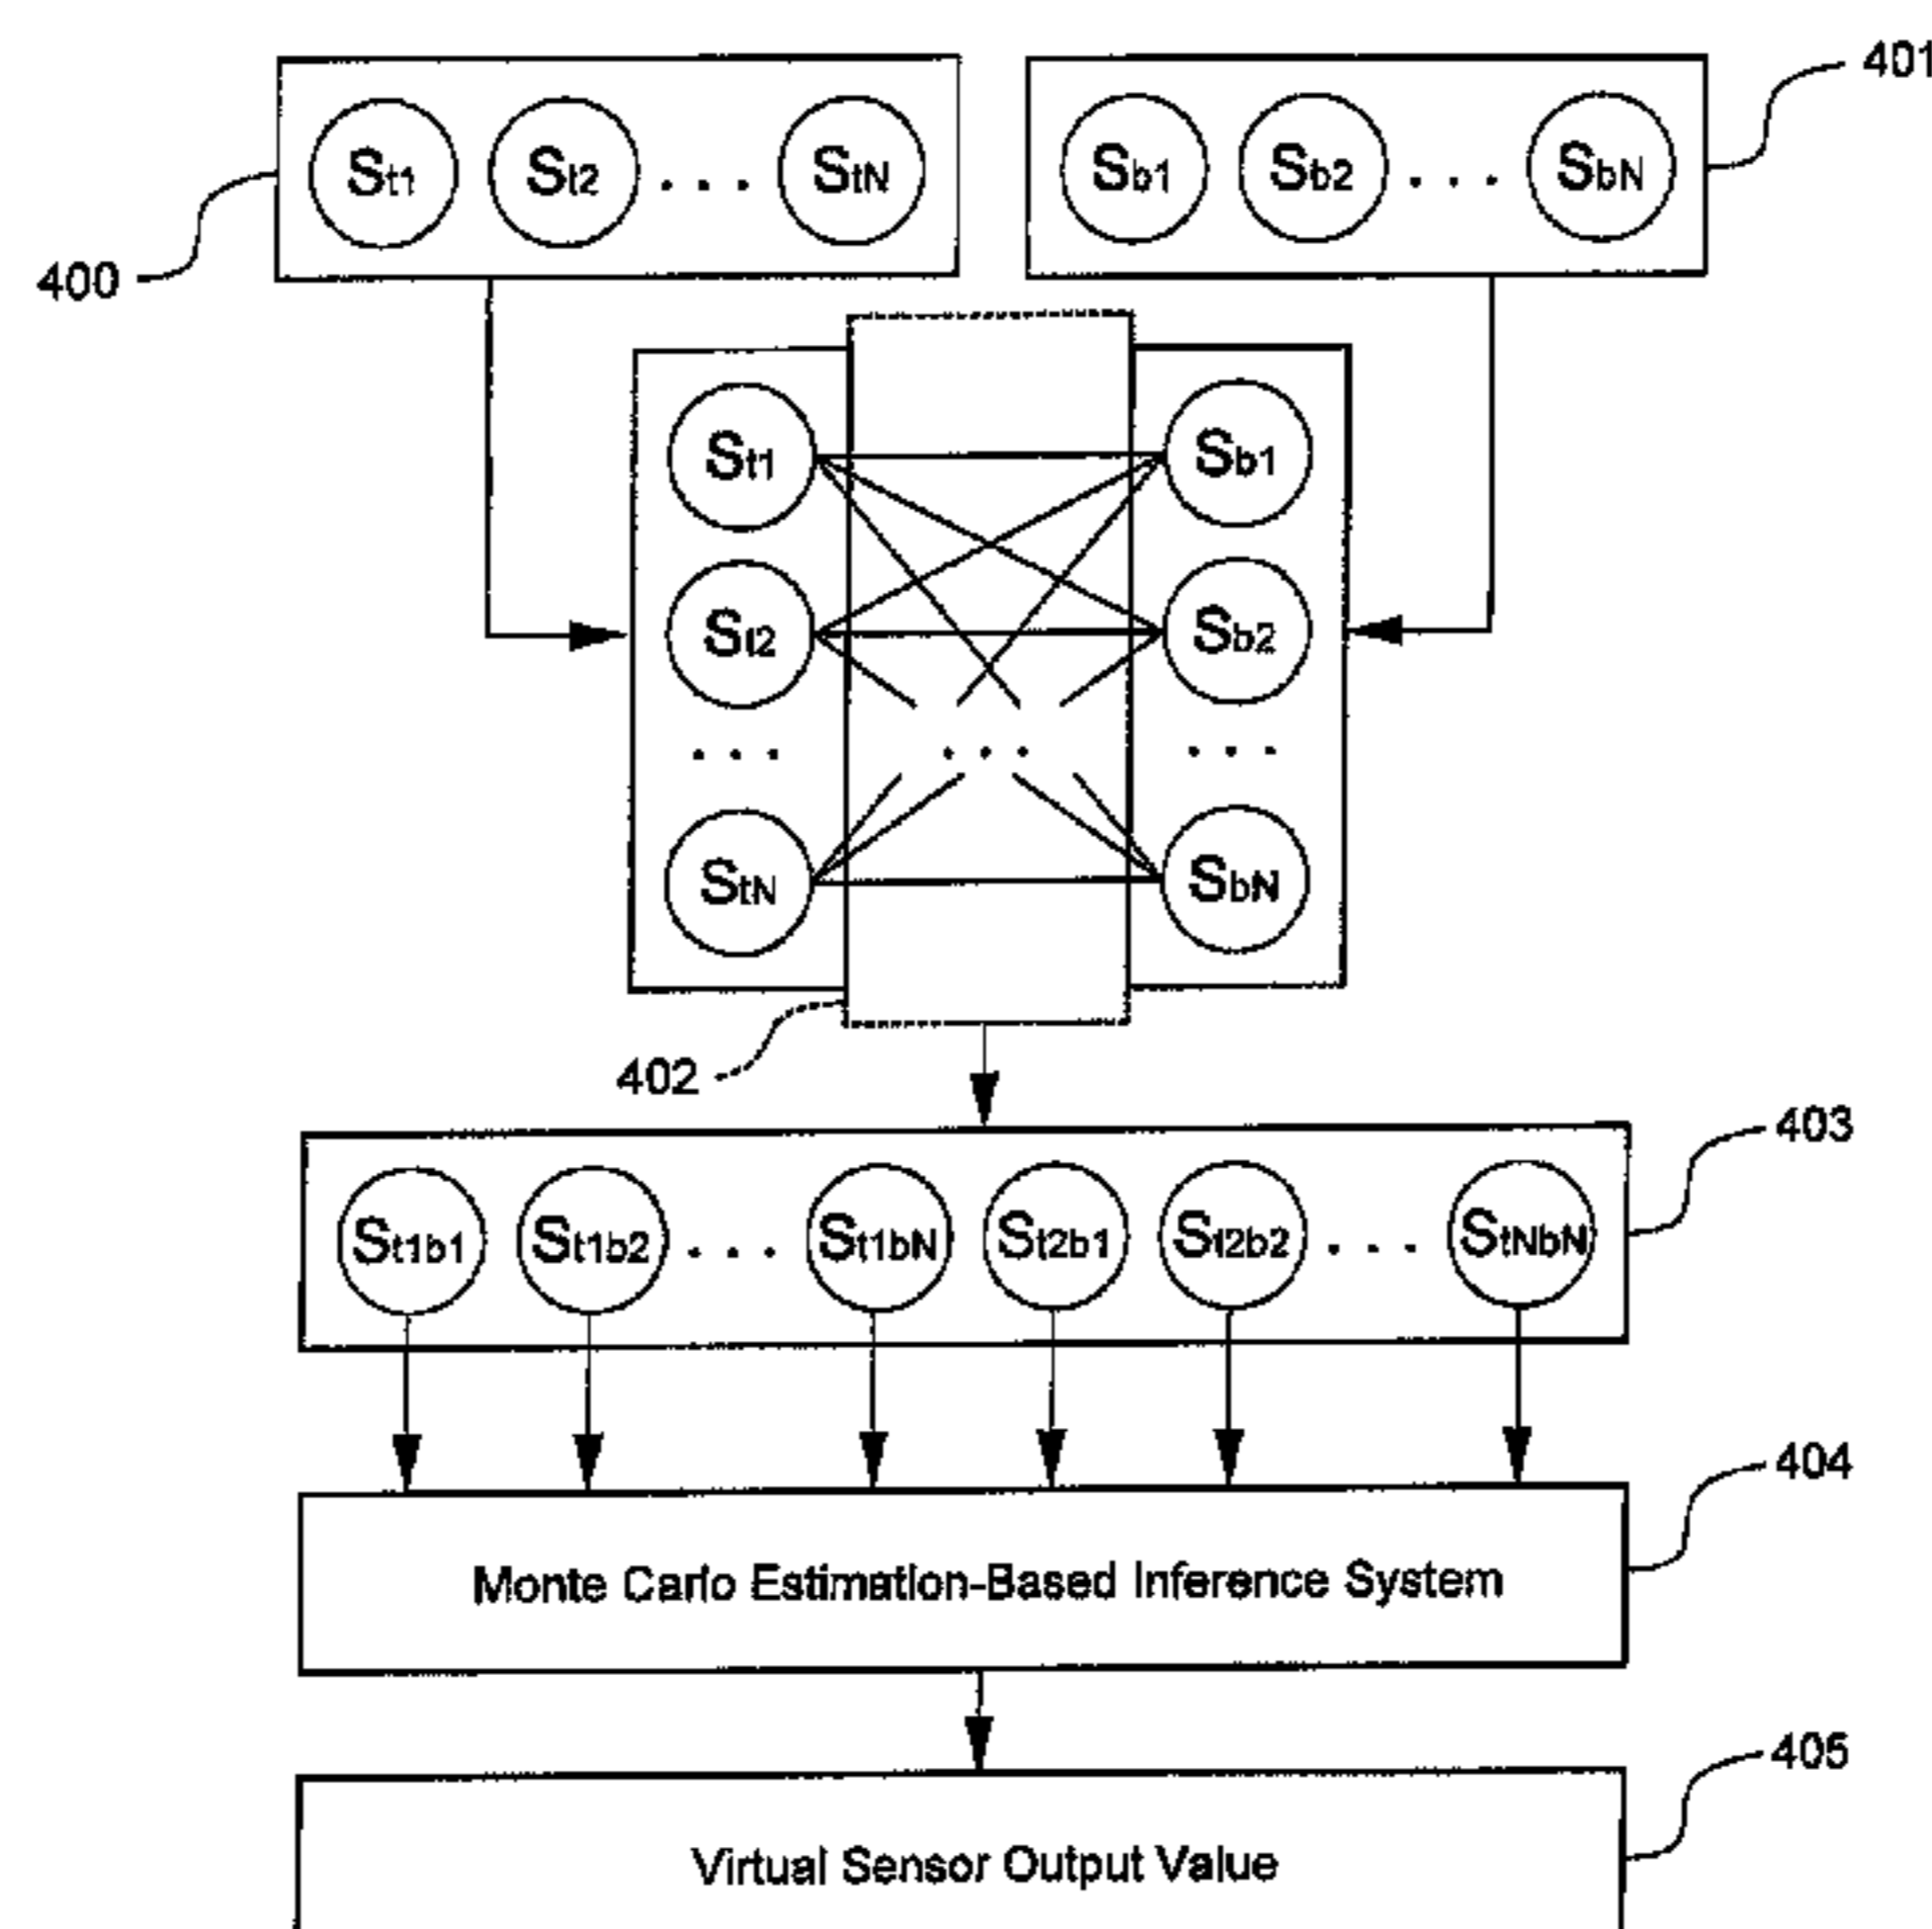 St1 St2 . . . StN
Sb1 Sb2 . . . SbN
401
400
St1 Sb1
St2 Sb2
. . . . . . . . .
StN SbN
402
403
St1b1 St1b2 . . . St1bN St2b1 St2b2 . . . StNbN
404
Monte Carlo Estimation-Based Inference System
405
Virtual Sensor Output Value